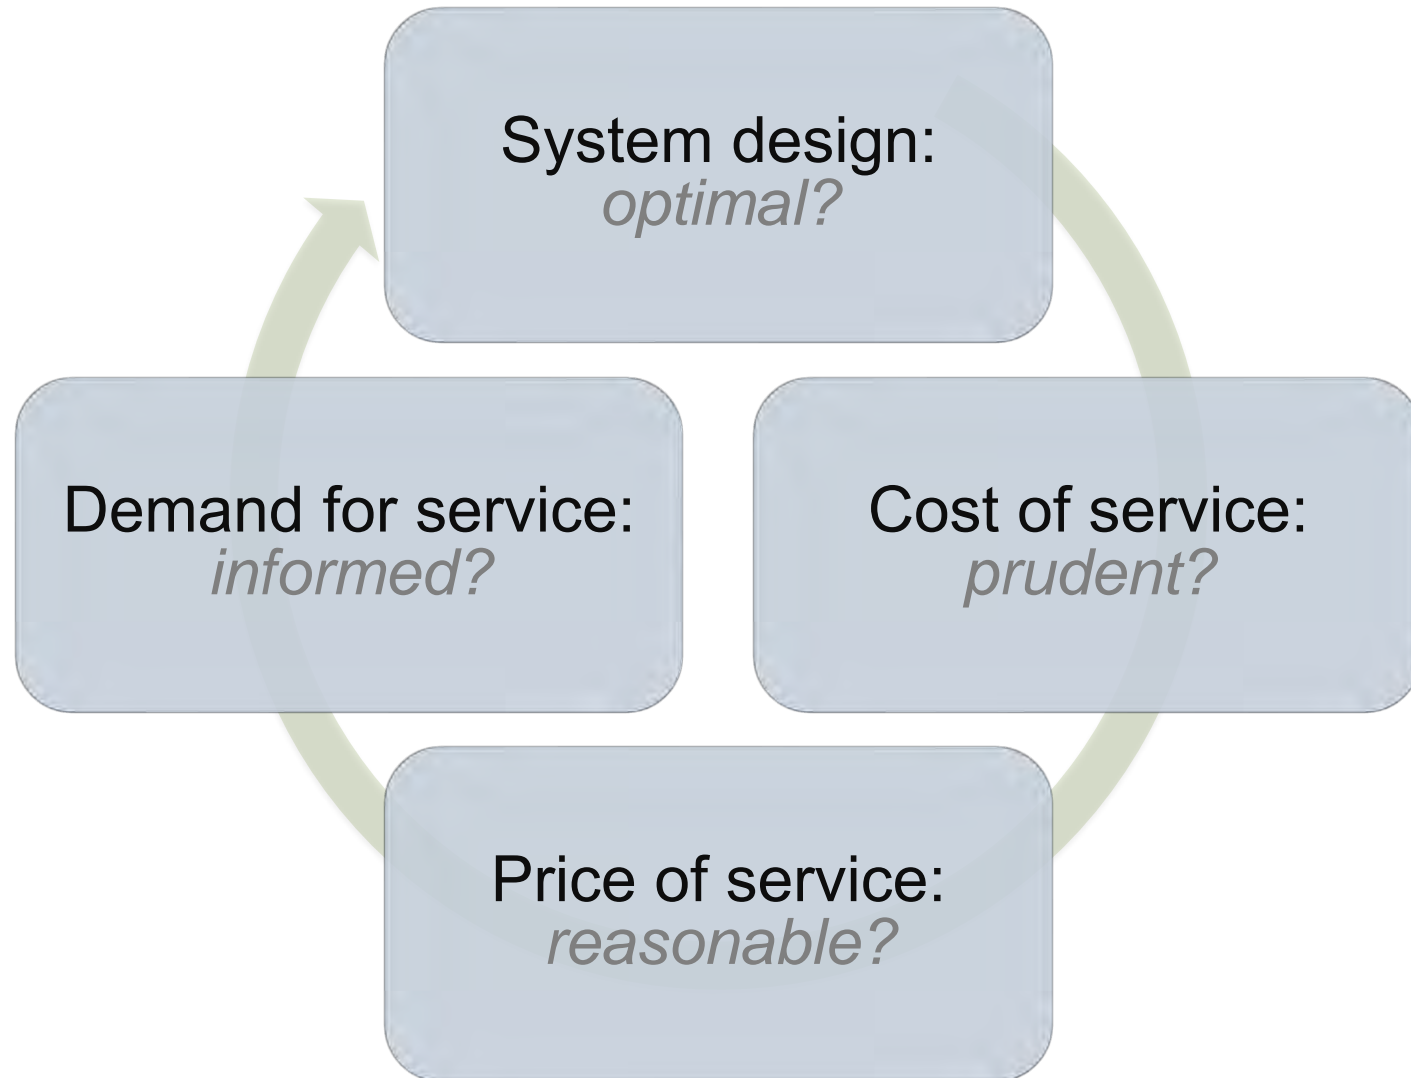 System design:
optimal?
Demand for service:
informed?
Cost of service:
prudent?
Price of service:
reasonable?